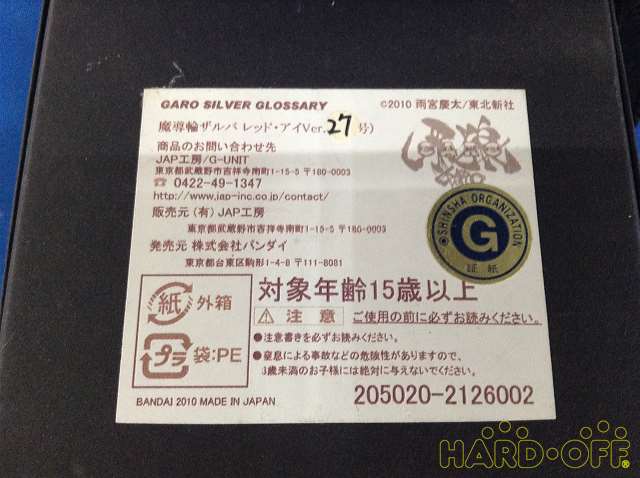 GARO SILVER GLOSSARY
©2010 雨宮慶太/東北新社
魔導輪ザルバ レッド・アイVer.27号)
商品のお問い合わせ先
JAP工房/G-UNIT
東京都武蔵野市吉祥寺南町1-15-5 〒180-0003
☎ 0422-49-1347
http://www.jap-inc.co.jp/contact/
販売元 (有) JAP工房
東京都武蔵野市吉祥寺南町1-15-5 〒180-0003
発売元 株式会社バンダイ
東京都台東区駒形1-4-8 〒111-8081
牙狼
GARO
SHINSHA ORGANIZATION
G
証紙
紙 外箱
プラ 袋:PE
対象年齢15歳以上
⚠ 注意 ご使用の前に必ずお読みください。
●注意書きを必ずお読みください。
●窒息による事故などの危険性がありますので、
3歳未満のお子様には絶対に与えないでください。
205020-2126002
BANDAI 2010 MADE IN JAPAN
HARD・OFF®